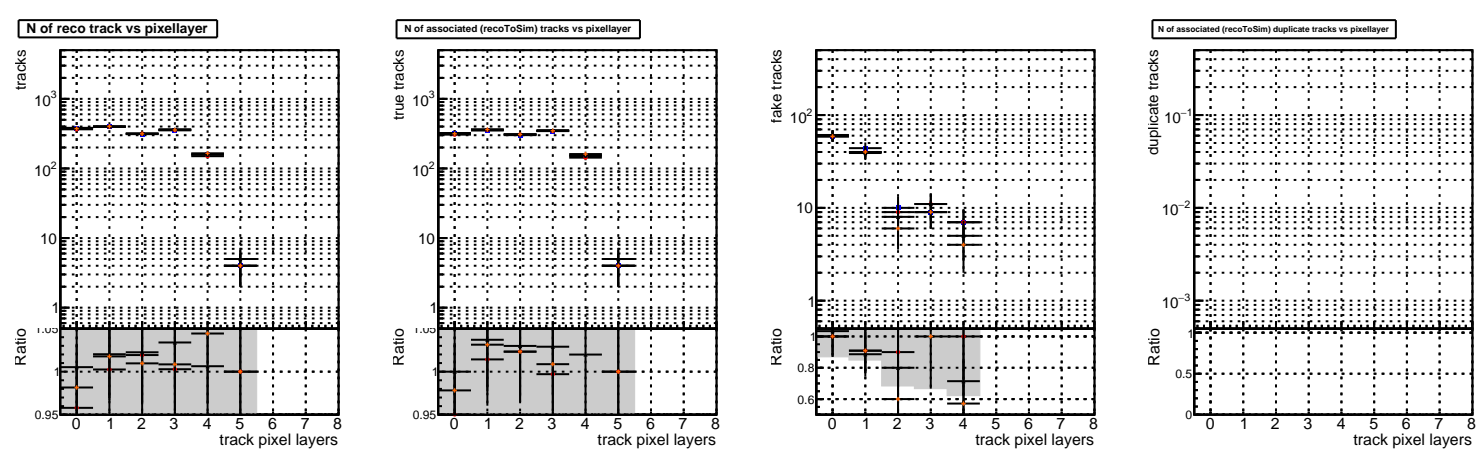 N of reco track vs pixellayer
tracks
10³
10²
10
1
Ratio
1.05
1
0.95
0 1 2 3 4 5 6 7 8
track pixel layers
N of associated (recoToSim) tracks vs pixellayer
true tracks
10³
10²
10
1
Ratio
1.05
1
0.95
0 1 2 3 4 5 6 7 8
track pixel layers
fake tracks
10²
10
1
Ratio
1
0.8
0.6
0 1 2 3 4 5 6 7 8
track pixel layers
N of associated (recoToSim) duplicate tracks vs pixellayer
duplicate tracks
10⁻¹
10⁻²
10⁻³
Ratio
1
0.5
0
0 1 2 3 4 5 6 7 8
track pixel layers